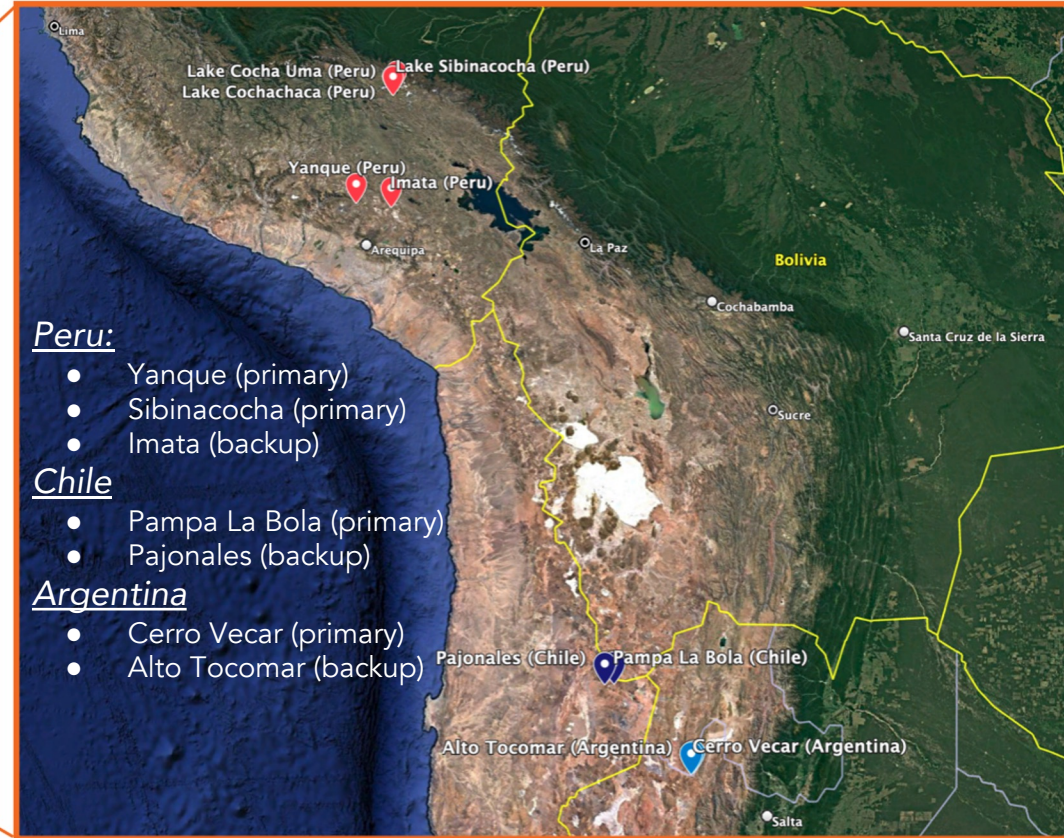 Lima
Lake Cocha Uma (Peru)
Lake Sibinacocha (Peru)
Lake Cochachaca (Peru)
Yanque (Peru)
Imata (Peru)
Arequipa
La Paz
Bolivia
Cochabamba
Santa Cruz de la Sierra
Sucre
Peru:
● Yanque (primary)
● Sibinacocha (primary)
● Imata (backup)
Chile
● Pampa La Bola (primary)
● Pajonales (backup)
Argentina
● Cerro Vecar (primary)
● Alto Tocomar (backup)
Pajonales (Chile)
Pampa La Bola (Chile)
Alto Tocomar (Argentina)
Cerro Vecar (Argentina)
Salta